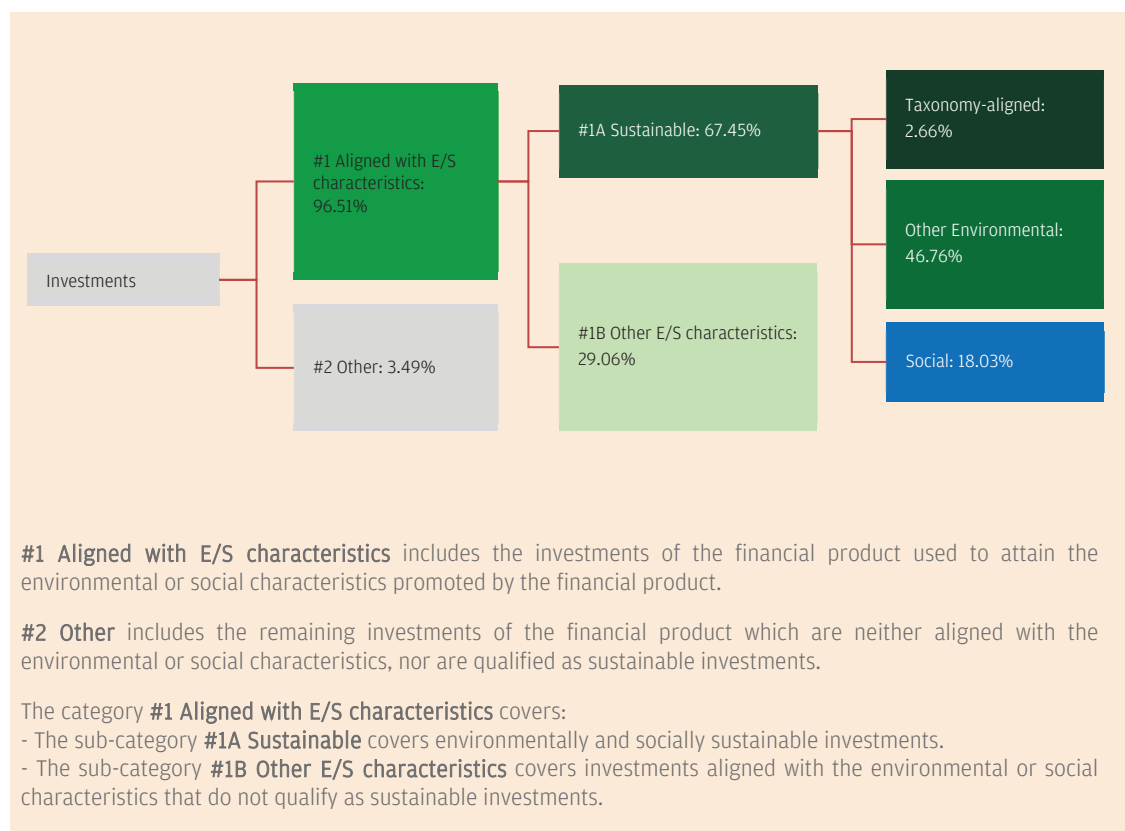 Investments
#1 Aligned with E/S
characteristics:
96.51%
#2 Other: 3.49%
#1A Sustainable: 67.45%
#1B Other E/S characteristics:
29.06%
Taxonomy-aligned:
2.66%
Other Environmental:
46.76%
Social: 18.03%
#1 Aligned with E/S characteristics includes the investments of the financial product used to attain the
environmental or social characteristics promoted by the financial product.
#2 Other includes the remaining investments of the financial product which are neither aligned with the
environmental or social characteristics, nor are qualified as sustainable investments.
The category #1 Aligned with E/S characteristics covers:
- The sub-category #1A Sustainable covers environmentally and socially sustainable investments.
- The sub-category #1B Other E/S characteristics covers investments aligned with the environmental or social
characteristics that do not qualify as sustainable investments.